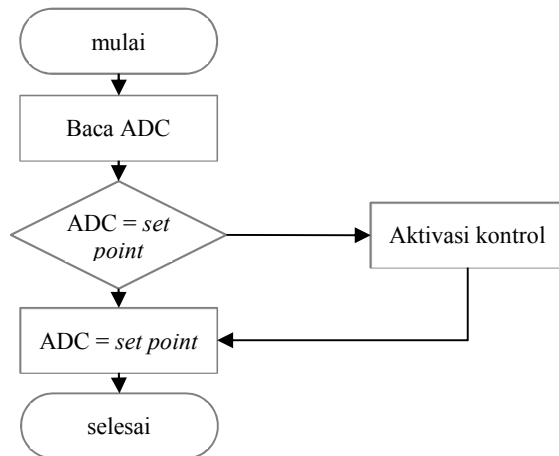 mulai
Baca ADC
ADC = set
point
Aktivasi kontrol
ADC = set point
selesai